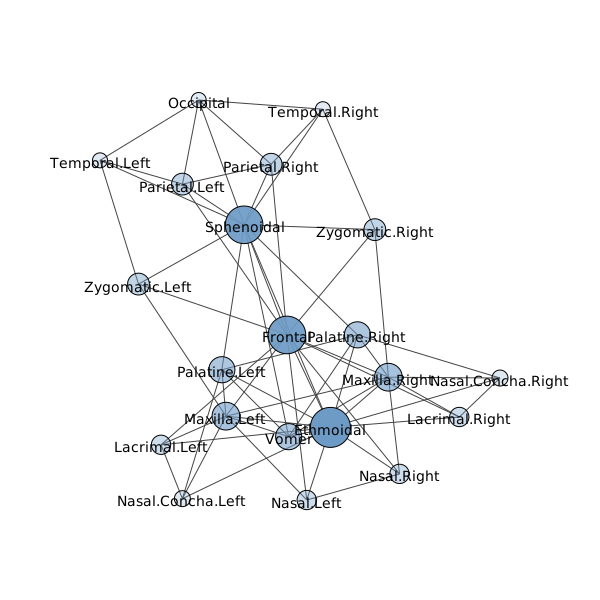 Occipital
Temporal.Right
Temporal.Left
Parietal.Right
Parietal.Left
Sphenoidal
Zygomatic.Right
Zygomatic.Left
Frontal
Palatine.Right
Palatine.Left
Maxilla.Right
Nasal.Concha.Right
Maxilla.Left
Lacrimal.Right
Ethmoidal
Vomer
Lacrimal.Left
Nasal.Right
Nasal.Concha.Left
Nasal.Left